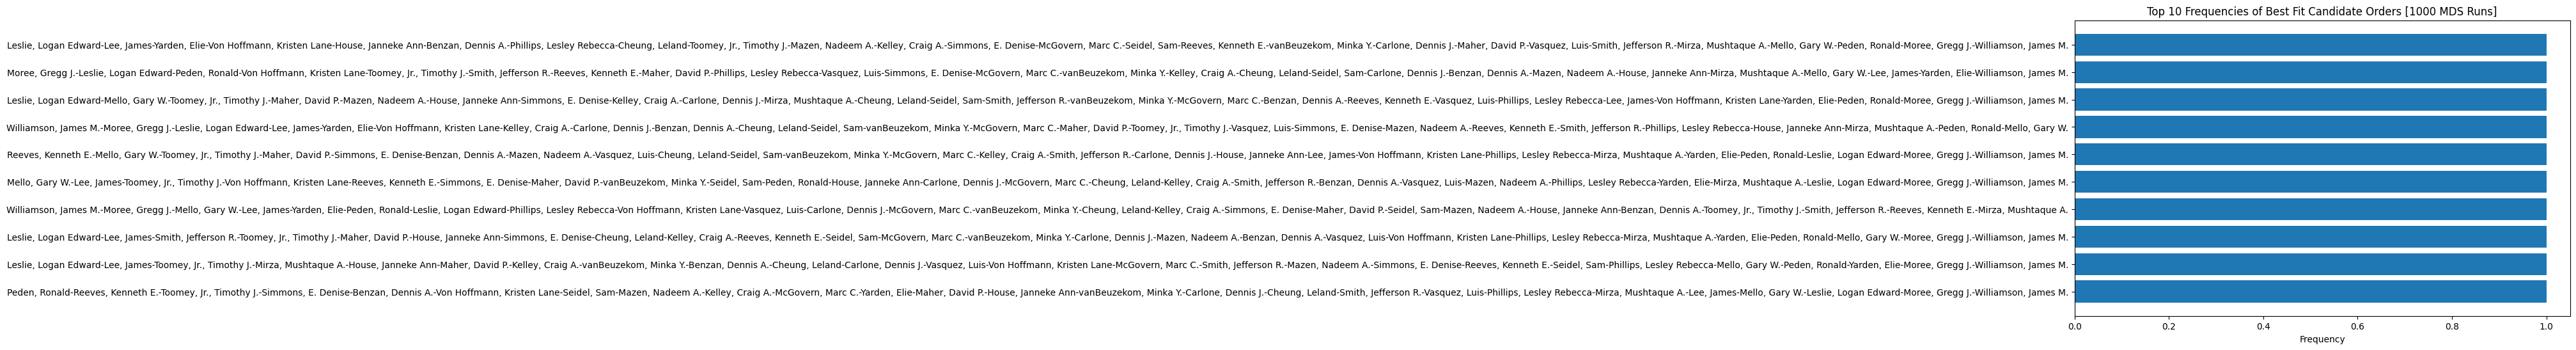 Top 10 Frequencies of Best Fit Candidate Orders [1000 MDS Runs]
Leslie, Logan Edward-Lee, James-Yarden, Elie-Von Hoffmann, Kristen Lane-House, Janneke Ann-Benzan, Dennis A.-Phillips, Lesley Rebecca-Cheung, Leland-Toomey, Jr., Timothy J.-Mazen, Nadeem A.-Kelley, Craig A.-Simmons, E. Denise-McGovern, Marc C.-Seidel, Sam-Reeves, Kenneth E.-vanBeuzekom, Minka Y.-Carlone, Dennis J.-Maher, David P.-Vasquez, Luis-Smith, Jefferson R.-Mirza, Mushtaque A.-Mello, Gary W.-Peden, Ronald-Moree, Gregg J.-Williamson, James M.
Moree, Gregg J.-Leslie, Logan Edward-Peden, Ronald-Von Hoffmann, Kristen Lane-Toomey, Jr., Timothy J.-Smith, Jefferson R.-Reeves, Kenneth E.-Maher, David P.-Phillips, Lesley Rebecca-Vasquez, Luis-Simmons, E. Denise-McGovern, Marc C.-vanBeuzekom, Minka Y.-Kelley, Craig A.-Cheung, Leland-Seidel, Sam-Carlone, Dennis J.-Benzan, Dennis A.-Mazen, Nadeem A.-House, Janneke Ann-Mirza, Mushtaque A.-Mello, Gary W.-Lee, James-Yarden, Elie-Williamson, James M.
Leslie, Logan Edward-Mello, Gary W.-Toomey, Jr., Timothy J.-Maher, David P.-Mazen, Nadeem A.-House, Janneke Ann-Simmons, E. Denise-Kelley, Craig A.-Carlone, Dennis J.-Mirza, Mushtaque A.-Cheung, Leland-Seidel, Sam-Smith, Jefferson R.-vanBeuzekom, Minka Y.-McGovern, Marc C.-Benzan, Dennis A.-Reeves, Kenneth E.-Vasquez, Luis-Phillips, Lesley Rebecca-Lee, James-Von Hoffmann, Kristen Lane-Yarden, Elie-Peden, Ronald-Moree, Gregg J.-Williamson, James M.
Williamson, James M.-Moree, Gregg J.-Leslie, Logan Edward-Lee, James-Yarden, Elie-Von Hoffmann, Kristen Lane-Kelley, Craig A.-Carlone, Dennis J.-Benzan, Dennis A.-Cheung, Leland-Seidel, Sam-vanBeuzekom, Minka Y.-McGovern, Marc C.-Maher, David P.-Toomey, Jr., Timothy J.-Vasquez, Luis-Simmons, E. Denise-Mazen, Nadeem A.-Reeves, Kenneth E.-Smith, Jefferson R.-Phillips, Lesley Rebecca-House, Janneke Ann-Mirza, Mushtaque A.-Peden, Ronald-Mello, Gary W.
Reeves, Kenneth E.-Mello, Gary W.-Toomey, Jr., Timothy J.-Maher, David P.-Simmons, E. Denise-Benzan, Dennis A.-Mazen, Nadeem A.-Vasquez, Luis-Cheung, Leland-Seidel, Sam-vanBeuzekom, Minka Y.-McGovern, Marc C.-Kelley, Craig A.-Smith, Jefferson R.-Carlone, Dennis J.-House, Janneke Ann-Lee, James-Von Hoffmann, Kristen Lane-Phillips, Lesley Rebecca-Mirza, Mushtaque A.-Yarden, Elie-Peden, Ronald-Leslie, Logan Edward-Moree, Gregg J.-Williamson, James M.
Mello, Gary W.-Lee, James-Toomey, Jr., Timothy J.-Von Hoffmann, Kristen Lane-Reeves, Kenneth E.-Simmons, E. Denise-Maher, David P.-vanBeuzekom, Minka Y.-Seidel, Sam-Peden, Ronald-House, Janneke Ann-Carlone, Dennis J.-McGovern, Marc C.-Cheung, Leland-Kelley, Craig A.-Smith, Jefferson R.-Benzan, Dennis A.-Vasquez, Luis-Mazen, Nadeem A.-Phillips, Lesley Rebecca-Yarden, Elie-Mirza, Mushtaque A.-Leslie, Logan Edward-Moree, Gregg J.-Williamson, James M.
Williamson, James M.-Moree, Gregg J.-Mello, Gary W.-Lee, James-Yarden, Elie-Peden, Ronald-Leslie, Logan Edward-Phillips, Lesley Rebecca-Von Hoffmann, Kristen Lane-Vasquez, Luis-Carlone, Dennis J.-McGovern, Marc C.-vanBeuzekom, Minka Y.-Cheung, Leland-Kelley, Craig A.-Simmons, E. Denise-Maher, David P.-Seidel, Sam-Mazen, Nadeem A.-House, Janneke Ann-Benzan, Dennis A.-Toomey, Jr., Timothy J.-Smith, Jefferson R.-Reeves, Kenneth E.-Mirza, Mushtaque A.
Leslie, Logan Edward-Lee, James-Smith, Jefferson R.-Toomey, Jr., Timothy J.-Maher, David P.-House, Janneke Ann-Simmons, E. Denise-Cheung, Leland-Kelley, Craig A.-Reeves, Kenneth E.-Seidel, Sam-McGovern, Marc C.-vanBeuzekom, Minka Y.-Carlone, Dennis J.-Mazen, Nadeem A.-Benzan, Dennis A.-Vasquez, Luis-Von Hoffmann, Kristen Lane-Phillips, Lesley Rebecca-Mirza, Mushtaque A.-Yarden, Elie-Peden, Ronald-Mello, Gary W.-Moree, Gregg J.-Williamson, James M.
Leslie, Logan Edward-Lee, James-Toomey, Jr., Timothy J.-Mirza, Mushtaque A.-House, Janneke Ann-Maher, David P.-Kelley, Craig A.-vanBeuzekom, Minka Y.-Benzan, Dennis A.-Cheung, Leland-Carlone, Dennis J.-Vasquez, Luis-Von Hoffmann, Kristen Lane-McGovern, Marc C.-Smith, Jefferson R.-Mazen, Nadeem A.-Simmons, E. Denise-Reeves, Kenneth E.-Seidel, Sam-Phillips, Lesley Rebecca-Mello, Gary W.-Peden, Ronald-Yarden, Elie-Moree, Gregg J.-Williamson, James M.
Peden, Ronald-Reeves, Kenneth E.-Toomey, Jr., Timothy J.-Simmons, E. Denise-Benzan, Dennis A.-Von Hoffmann, Kristen Lane-Seidel, Sam-Mazen, Nadeem A.-Kelley, Craig A.-McGovern, Marc C.-Yarden, Elie-Maher, David P.-House, Janneke Ann-vanBeuzekom, Minka Y.-Carlone, Dennis J.-Cheung, Leland-Smith, Jefferson R.-Vasquez, Luis-Phillips, Lesley Rebecca-Mirza, Mushtaque A.-Lee, James-Mello, Gary W.-Leslie, Logan Edward-Moree, Gregg J.-Williamson, James M.
0.0 0.2 0.4 0.6 0.8 1.0
Frequency